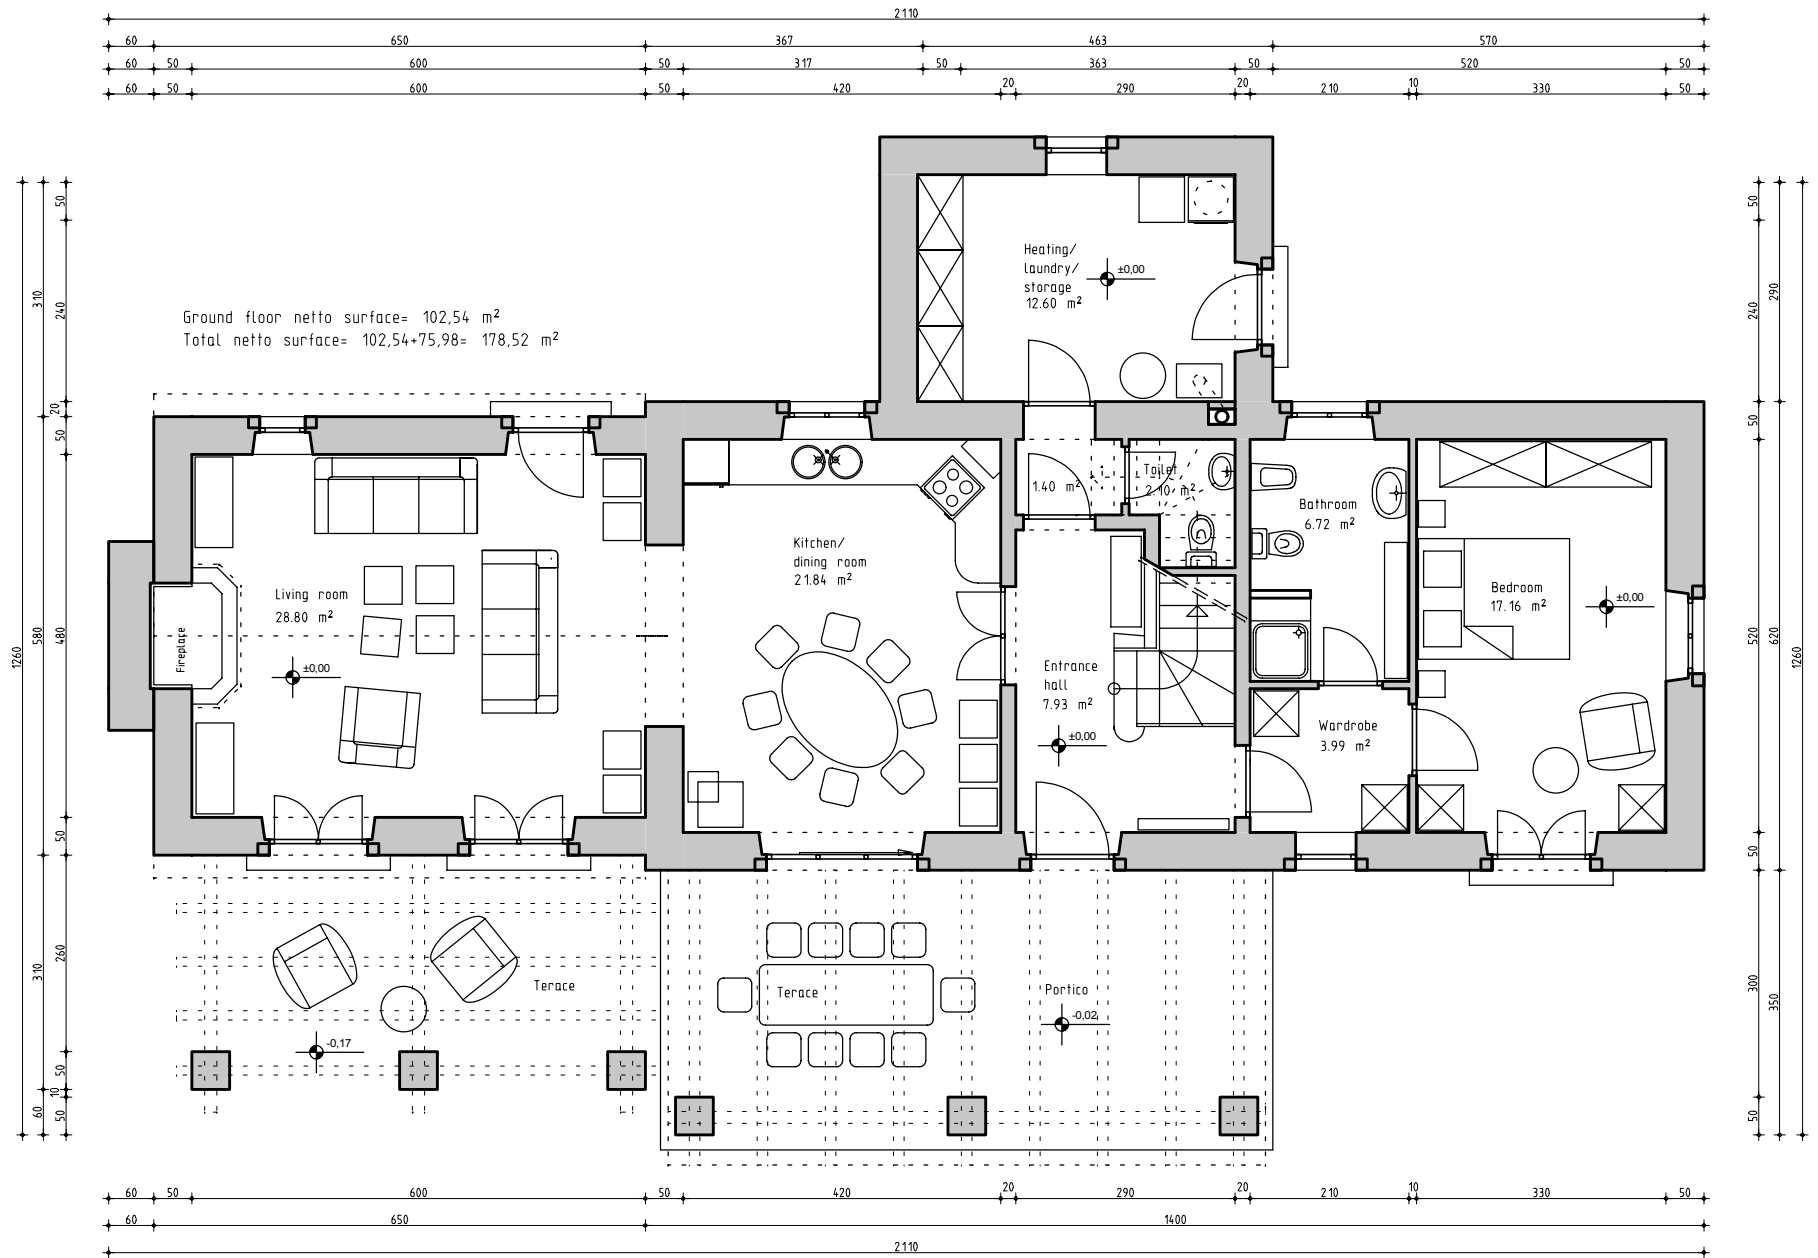 2110
60 650 367 463 570
60 50 600 50 317 50 363 50 520 50
60 50 600 50 420 20 290 20 210 10 330 50
50
310
240
20
50
1260
580
480
50
310
260
50
10
60
50
50
240
290
50
520
620
1260
50
300
350
50
Ground floor netto surface= 102,54 m²
Total netto surface= 102,54+75,98= 178,52 m²
Heating/
laundry/
storage
12.60 m²
±0,00
Living room
28.80 m²
±0,00
Fireplace
Kitchen/
dining room
21.84 m²
1.40 m²
Toilet
2.10 m²
Bathroom
6.72 m²
Bedroom
17.16 m²
±0,00
Entrance
hall
7.93 m²
±0,00
Wardrobe
3.99 m²
Terace
-0,17
Terace
Portico
-0,02
60 50 600 50 420 20 290 20 210 10 330 50
60 650 1400
2110